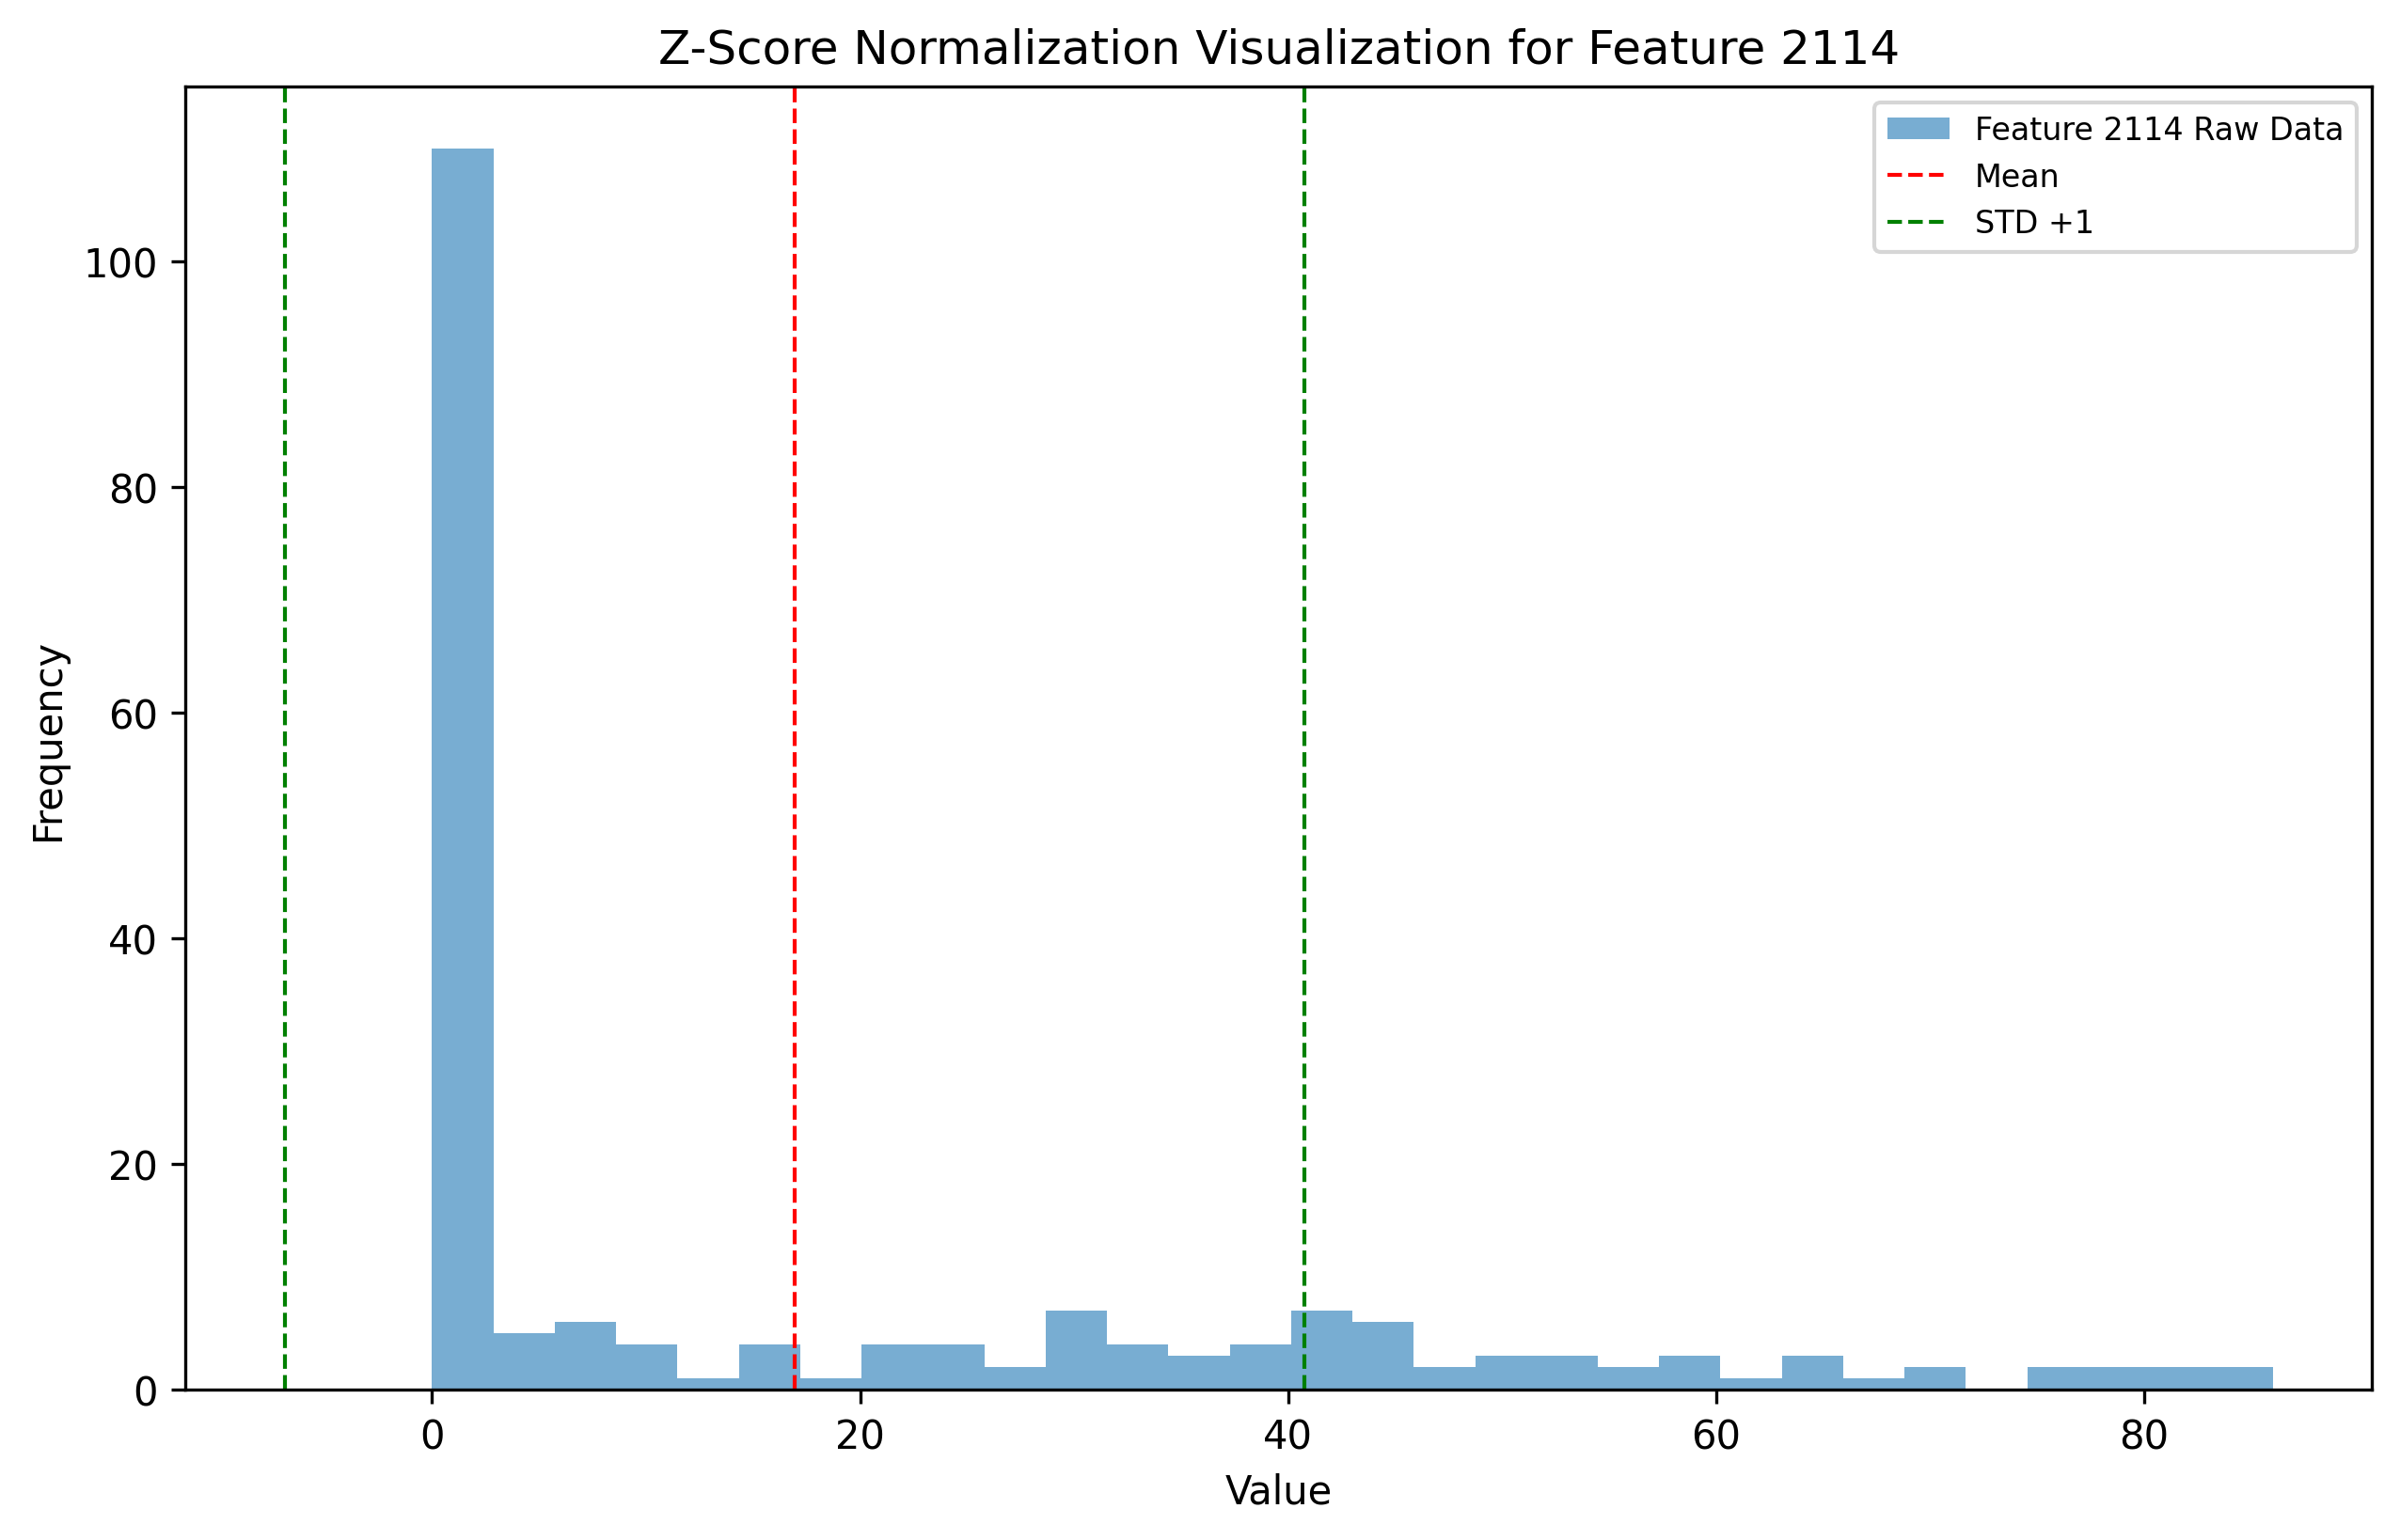 Z-Score Normalization Visualization for Feature 2114
Feature 2114 Raw Data
Mean
STD +1
Frequency
100
80
60
40
20
0
0 20 40 60 80
Value